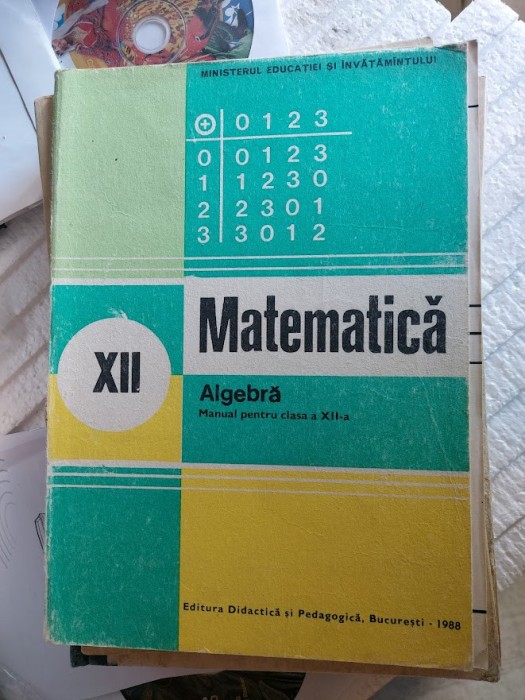 MINISTERUL EDUCAȚIEI ȘI ÎNVĂȚĂMÎNTULUI
⊕ 0 1 2 3
0 0 1 2 3
1 1 2 3 0
2 2 3 0 1
3 3 0 1 2
Matematică
XII
Algebră
Manual pentru clasa a XII-a
Editura Didactică și Pedagogică, București - 1988